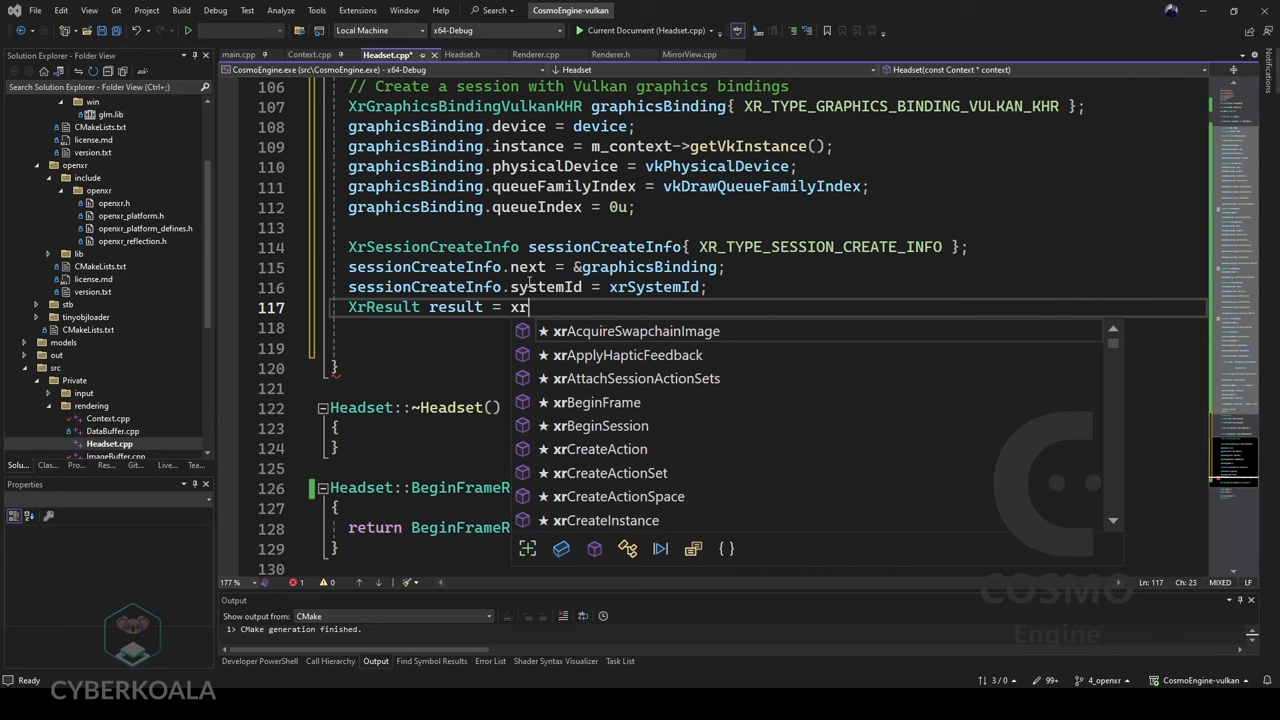 File Edit View Git Project Build Debug Test Analyze Tools Extensions Window Help Search CosmoEngine-vulkan
Local Machine x64-Debug Current Document (Headset.cpp)
Solution Explorer - Folder View
main.cpp Context.cpp Headset.cpp* Headset.h Renderer.cpp Renderer.h MirrorView.cpp
Notifications
CosmoEngine.exe (src\CosmoEngine.exe) - x64-Debug Headset Headset(const Context * context)
Search Solution Explorer - Folder View
win
glm.lib
CMakeLists.txt
license.md
version.txt
openxr
include
openxr
openxr.h
openxr_platform.h
openxr_platform_defines.h
openxr_reflection.h
lib
CMakeLists.txt
license.md
version.txt
stb
tinyobjloader
CMakeLists.txt
models
out
src
Private
input
rendering
Context.cpp
DataBuffer.cpp
Headset.cpp
ImageBuffer.cpp
Solu... Clas... Pro... Res... Git... Live... Tea...
Properties
106 // Create a session with Vulkan graphics bindings
107 XrGraphicsBindingVulkanKHR graphicsBinding{ XR_TYPE_GRAPHICS_BINDING_VULKAN_KHR };
108 graphicsBinding.device = device;
109 graphicsBinding.instance = m_context->getVkInstance();
110 graphicsBinding.physicalDevice = vkPhysicalDevice;
111 graphicsBinding.queueFamilyIndex = vkDrawQueueFamilyIndex;
112 graphicsBinding.queueIndex = 0u;
113
114 XrSessionCreateInfo sessionCreateInfo{ XR_TYPE_SESSION_CREATE_INFO };
115 sessionCreateInfo.next = &graphicsBinding;
116 sessionCreateInfo.systemId = xrSystemId;
117 XrResult result = xr
118
119
120 }
121
122 Headset::~Headset()
123 {
124 }
125
126 Headset::BeginFrameR
127 {
128 return BeginFrameR
129 }
130
xrAcquireSwapchainImage
xrApplyHapticFeedback
xrAttachSessionActionSets
xrBeginFrame
xrBeginSession
xrCreateAction
xrCreateActionSet
xrCreateActionSpace
xrCreateInstance
177 % 1 0 Ln: 117 Ch: 23 MIXED LF
COSMO
Engine
Output
Show output from: CMake
1> CMake generation finished.
Developer PowerShell Call Hierarchy Output Find Symbol Results Error List Shader Syntax Visualizer Task List
Ready 3 / 0 99+ 4_openxr CosmoEngine-vulkan
CYBERKOALA